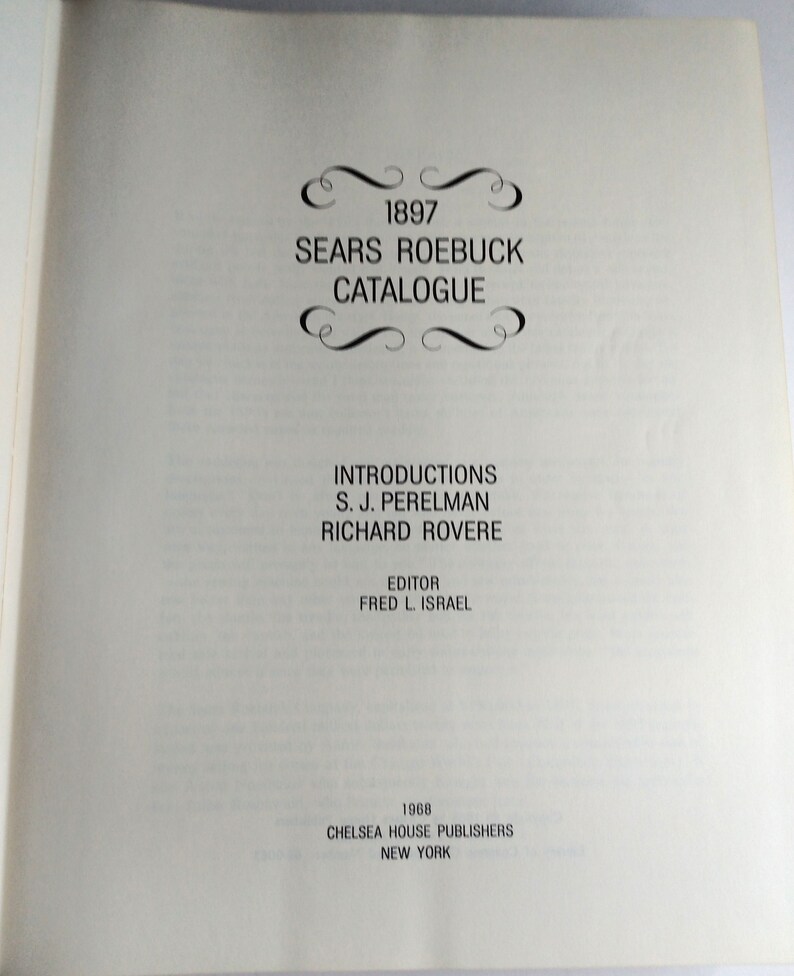 1897
SEARS ROEBUCK
CATALOGUE
INTRODUCTIONS
S. J. PERELMAN
RICHARD ROVERE
EDITOR
FRED L. ISRAEL
1968
CHELSEA HOUSE PUBLISHERS
NEW YORK